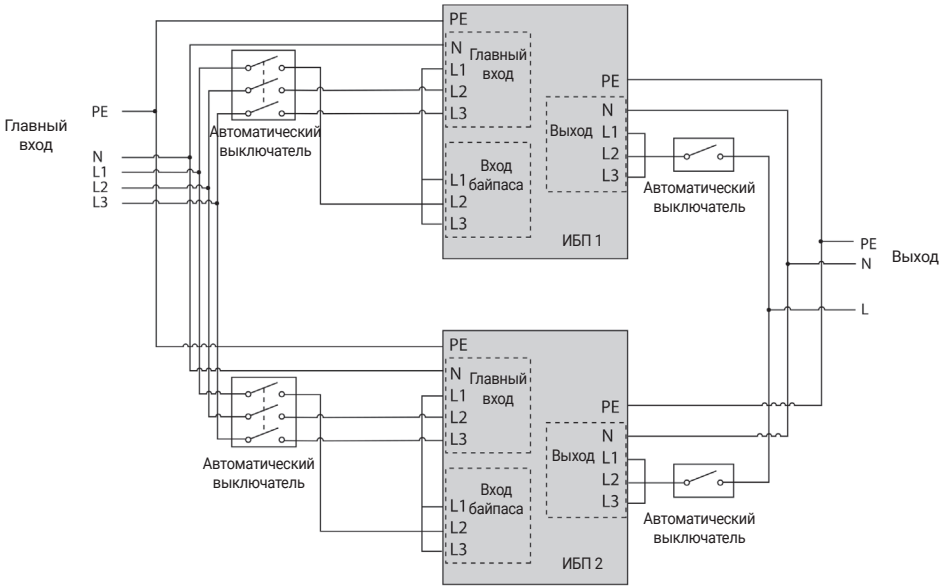 Главный
вход
PE
N
L1
L2
L3
Автоматический
выключатель
PE
N
Главный
вход
L1
L2
L3
Вход
байпаса
L1
L2
L3
PE
N
Выход
L1
L2
L3
ИБП 1
Автоматический
выключатель
PE
N
Выход
L
Автоматический
выключатель
PE
N
Главный
вход
L1
L2
L3
Вход
байпаса
L1
L2
L3
PE
N
Выход
L1
L2
L3
ИБП 2
Автоматический
выключатель